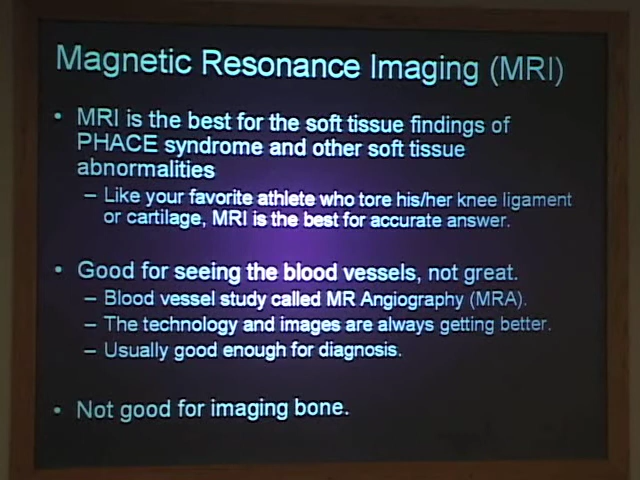 Magnetic Resonance Imaging (MRI)
• MRI is the best for the soft tissue findings of
PHACE syndrome and other soft tissue
abnormalities
– Like your favorite athlete who tore his/her knee ligament
or cartilage, MRI is the best for accurate answer.
• Good for seeing the blood vessels, not great.
– Blood vessel study called MR Angiography (MRA).
– The technology and images are always getting better.
– Usually good enough for diagnosis.
• Not good for imaging bone.